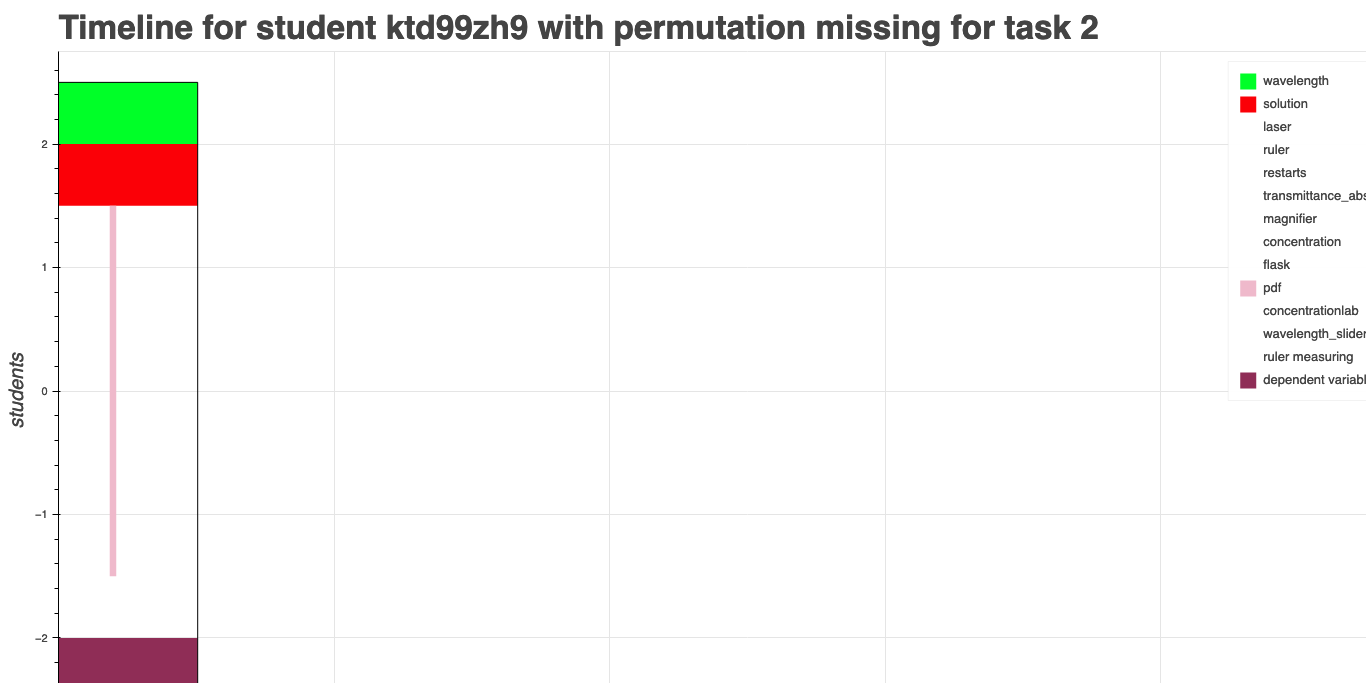 Timeline for student ktd99zh9 with permutation missing for task 2
wavelength
solution
laser
ruler
restarts
transmittance_abs
magnifier
concentration
flask
pdf
concentrationlab
wavelength_slider
ruler measuring
dependent variabl
2
1
0
−1
−2
students